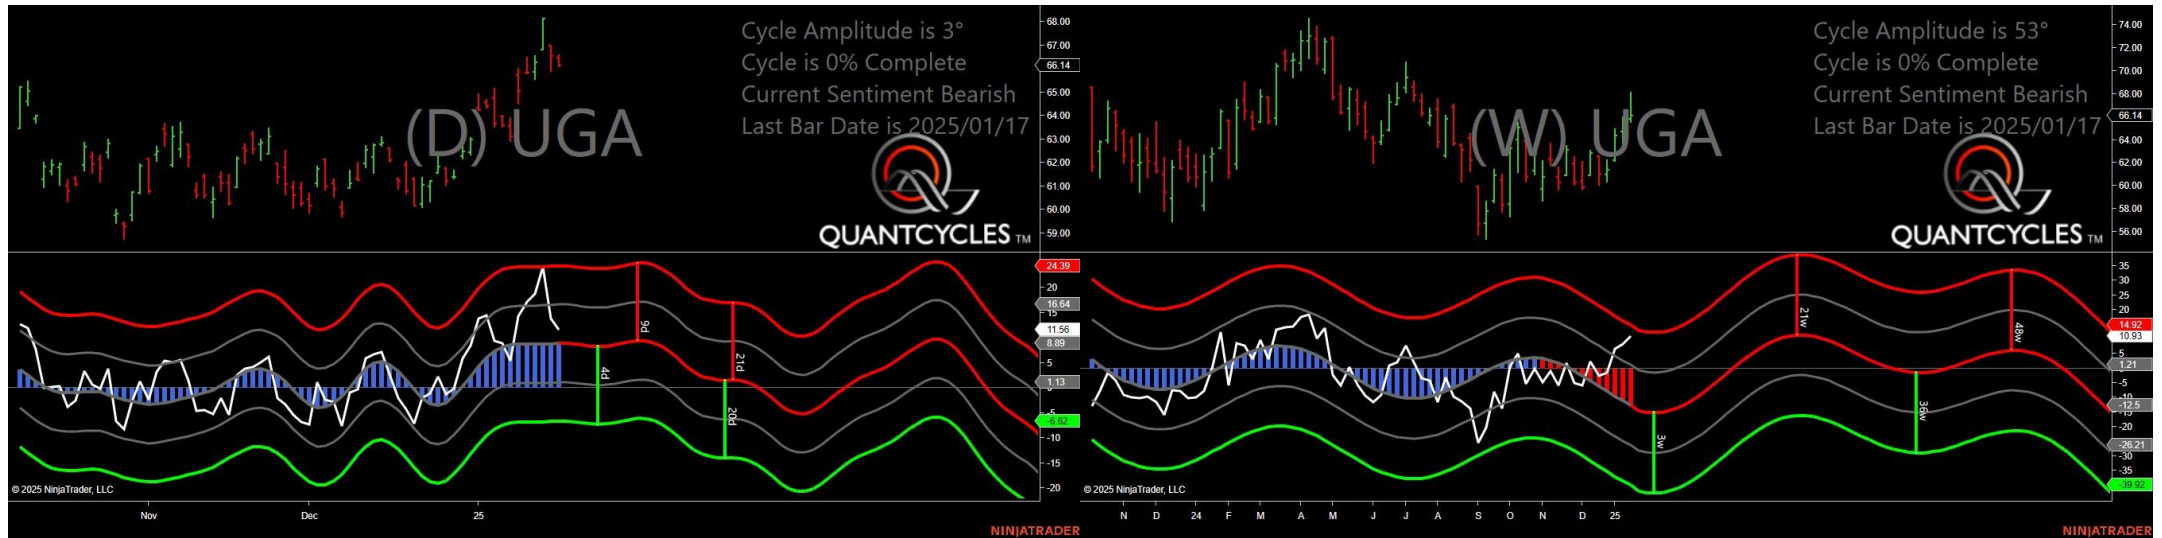 Cycle Amplitude is 3°
Cycle is 0% Complete
Current Sentiment Bearish
Last Bar Date is 2025/01/17
(D) UGA
QUANTCYCLES TM
68.00
67.00
66.14
65.00
64.00
63.00
62.00
61.00
60.00
59.00
24.39
20
16.64
15
11.56
8.89
5
1.13
-5
-6.62
-10
-15
-20
9d
4d
21d
20d
© 2025 NinjaTrader, LLC
Nov
Dec
25
NINJATRADER
Cycle Amplitude is 53°
Cycle is 0% Complete
Current Sentiment Bearish
Last Bar Date is 2025/01/17
(W) UGA
QUANTCYCLES TM
74.00
72.00
70.00
68.00
66.14
64.00
62.00
60.00
58.00
56.00
35
30
25
20
14.92
10.93
5
1.21
-5
-10
-12.5
-15
-20
-26.21
-30
-35
-39.92
21w
48w
36w
3w
© 2025 NinjaTrader, LLC
N
D
24
F
M
A
M
J
J
A
S
O
N
D
25
NINJATRADER